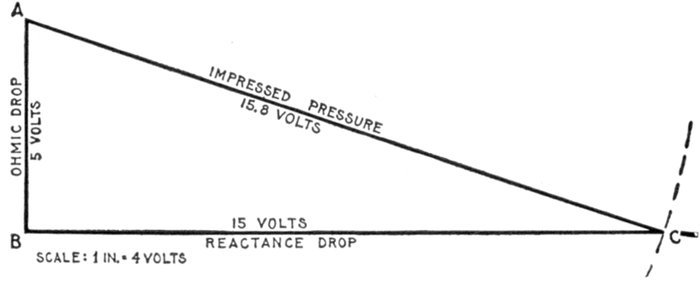 A
IMPRESSED PRESSURE
15.8 VOLTS
OHMIC DROP
5 VOLTS
15 VOLTS
B
REACTANCE DROP
C
SCALE: 1 IN. = 4 VOLTS